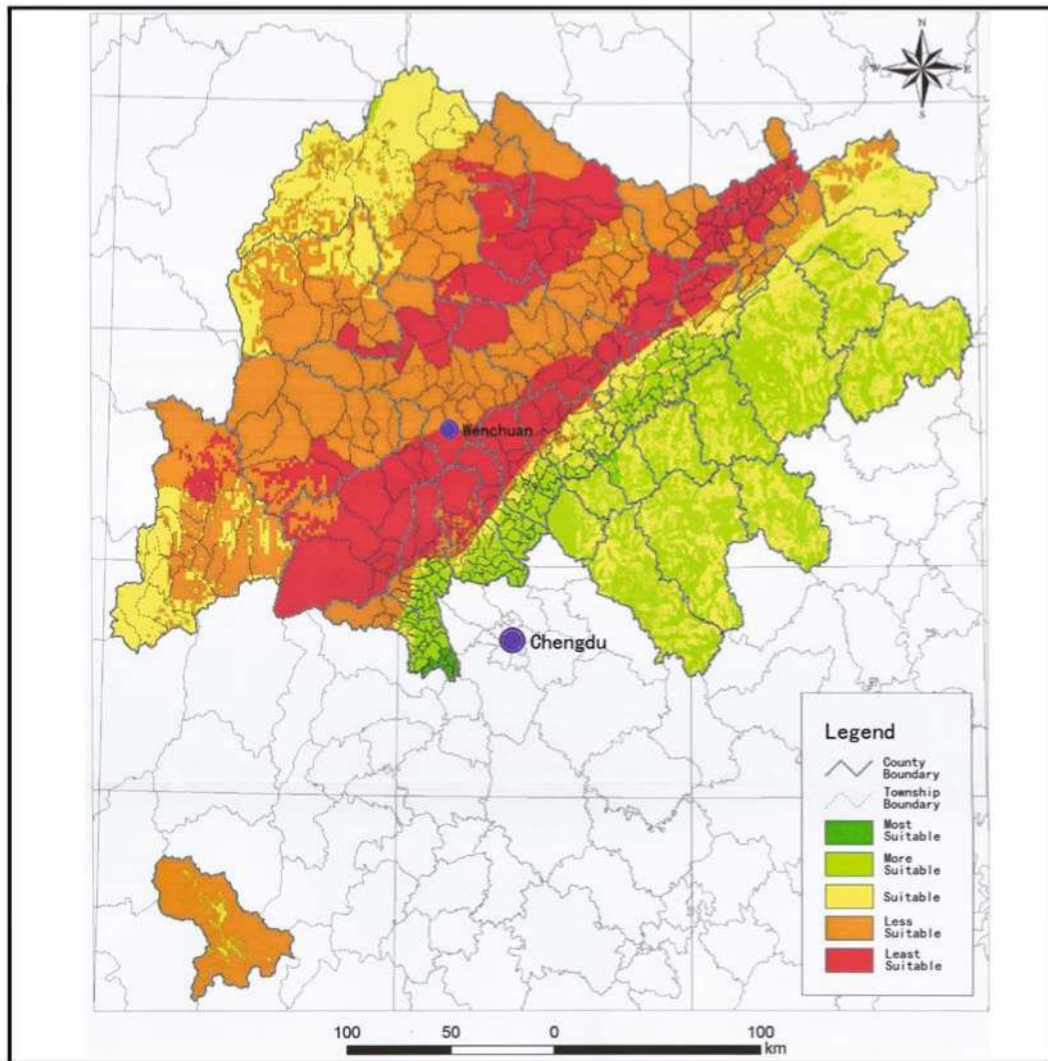 N
W
E
S
Wenchuan
Chengdu
Legend
County
Boundary
Township
Boundary
Most
Suitable
More
Suitable
Suitable
Less
Suitable
Least
Suitable
100 50 0 100
km